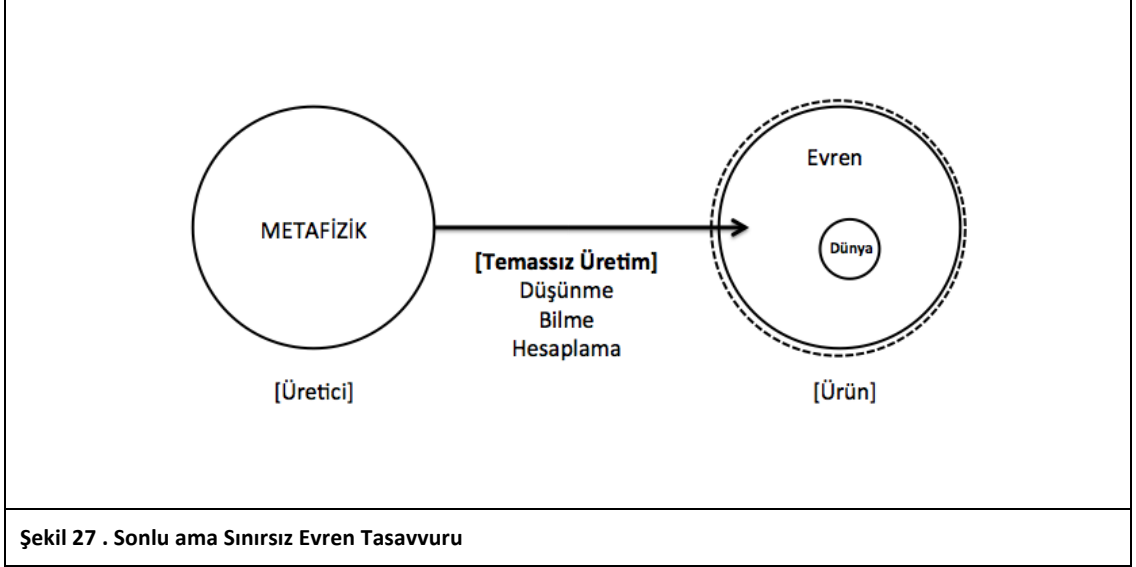 Evren
METAFİZİK
Dünya
[Temassız Üretim]
Düşünme
Bilme
Hesaplama
[Üretici]
[Ürün]
Şekil 27 . Sonlu ama Sınırsız Evren Tasavvuru